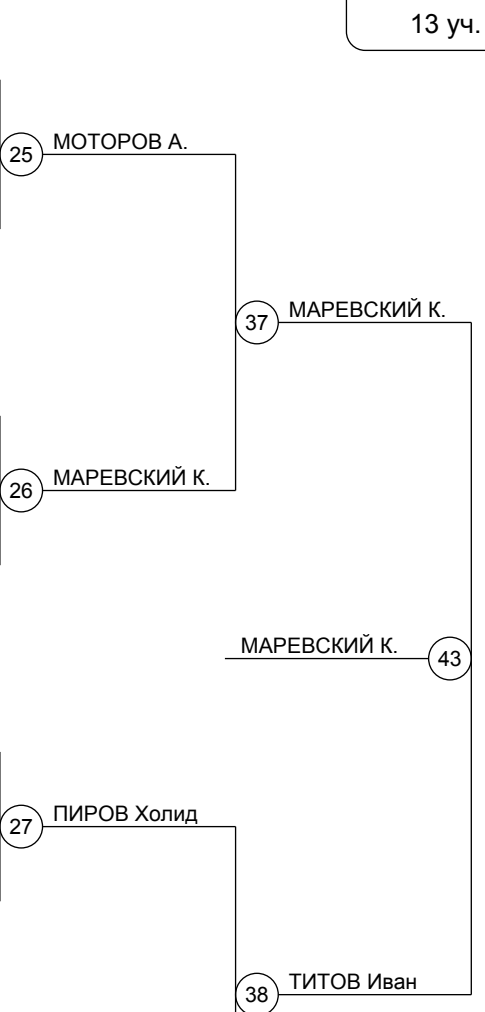 13 уч.
25 МОТОРОВ А.
37 МАРЕВСКИЙ К.
26 МАРЕВСКИЙ К.
МАРЕВСКИЙ К. 43
27 ПИРОВ Холид
38 ТИТОВ Иван